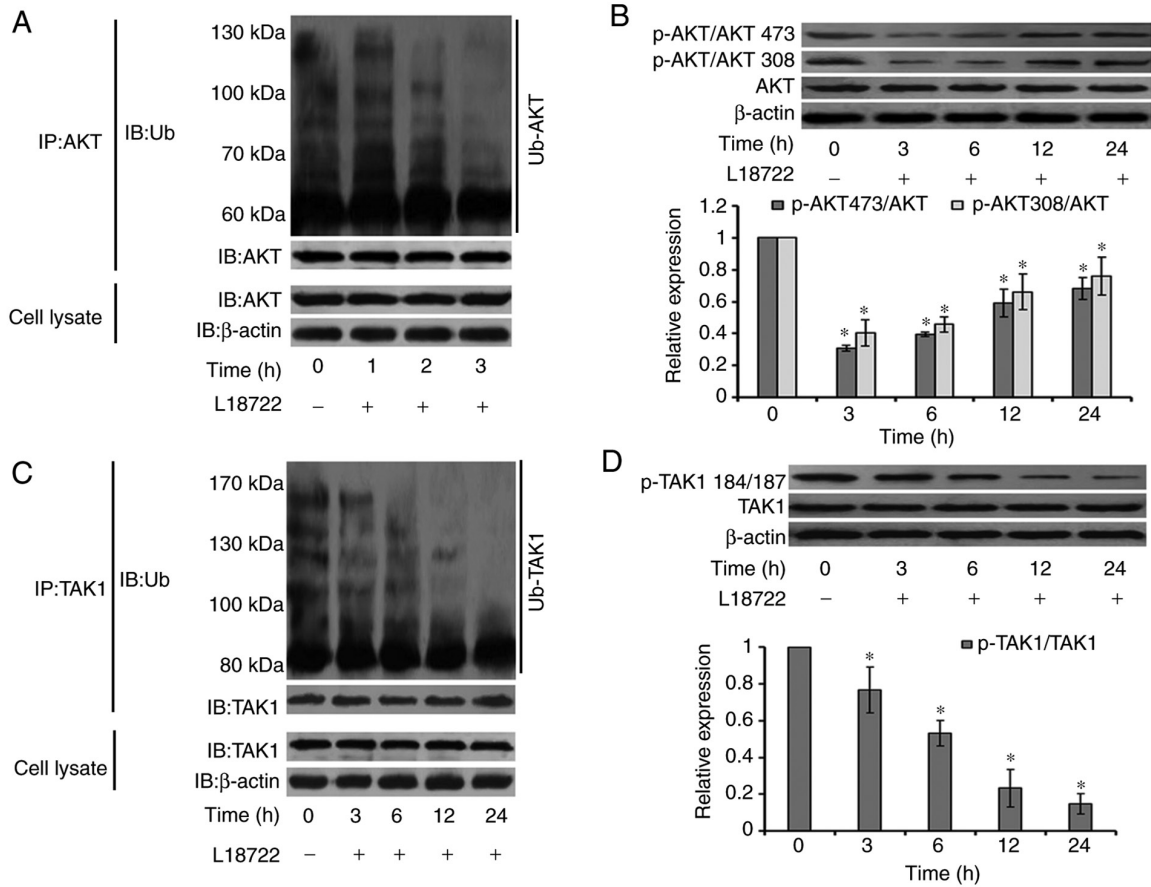 A
IP:AKT
IB:Ub
130 kDa
100 kDa
70 kDa
60 kDa
Ub-AKT
IB:AKT
Cell lysate
IB:AKT
IB:β-actin
Time (h) 0 1 2 3
L18722 – + + +
B
p-AKT/AKT 473
p-AKT/AKT 308
AKT
β-actin
Time (h) 0 3 6 12 24
L18722 – + + + +
p-AKT473/AKT p-AKT308/AKT
Relative expression
1.2
1
0.8
0.6
0.4
0.2
0
* * * * * * * *
0 3 6 12 24
Time (h)
C
IP:TAK1
IB:Ub
170 kDa
130 kDa
100 kDa
80 kDa
Ub-TAK1
IB:TAK1
Cell lysate
IB:TAK1
IB:β-actin
Time (h) 0 3 6 12 24
L18722 – + + + +
D
p-TAK1 184/187
TAK1
β-actin
Time (h) 0 3 6 12 24
L18722 – + + + +
p-TAK1/TAK1
Relative expression
1
0.8
0.6
0.4
0.2
0
* * * *
0 3 6 12 24
Time (h)